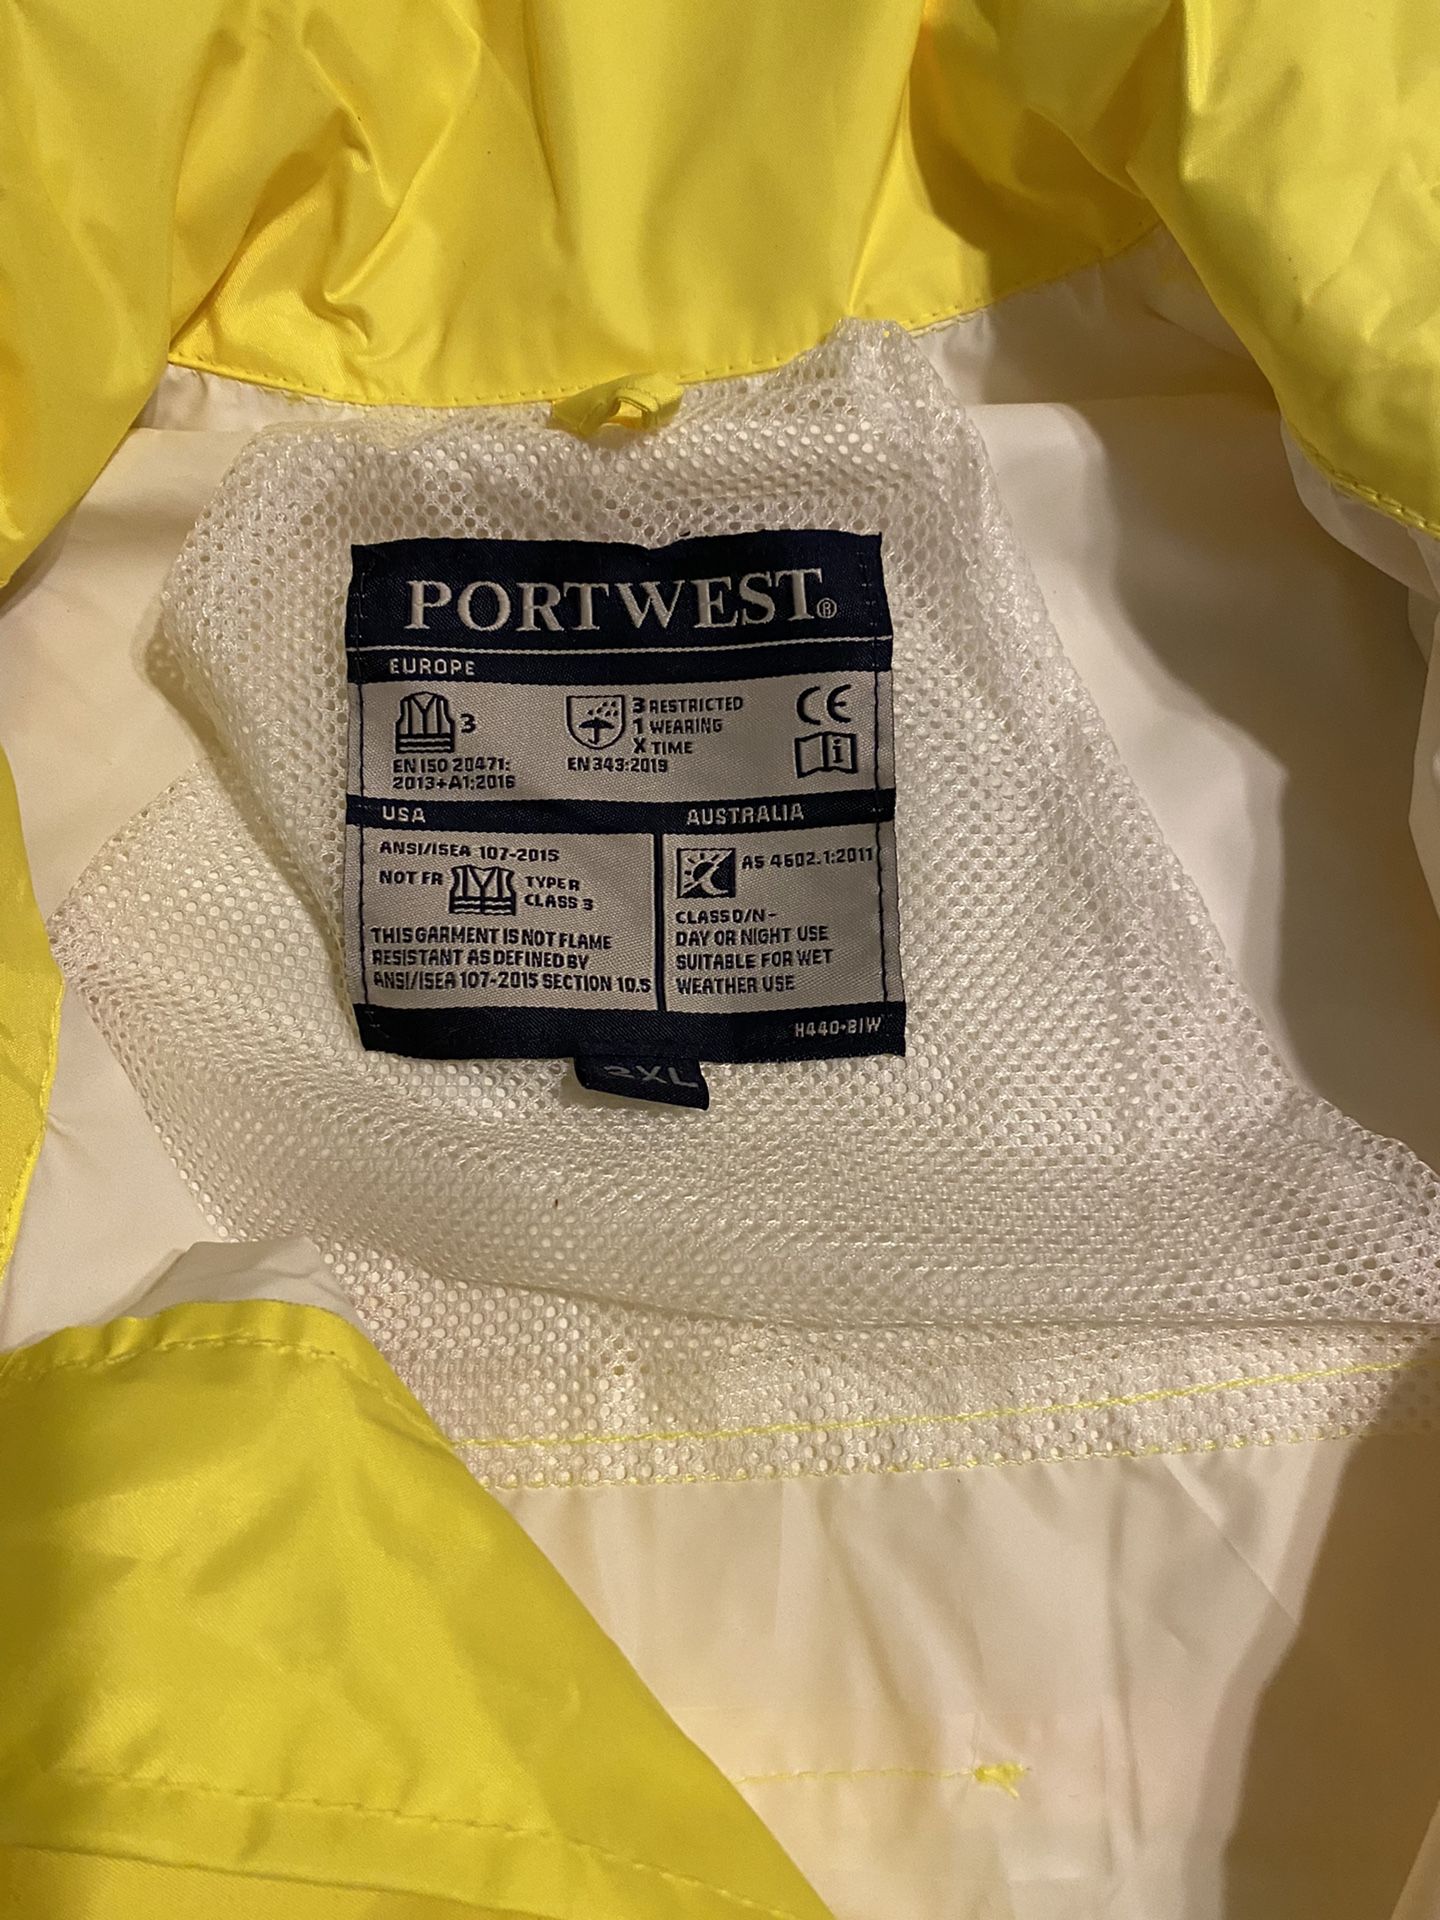 PORTWEST®
EUROPE
3
EN ISO 20471:
2013+A1:2016
3 RESTRICTED
1 WEARING
X TIME
EN 343:2019
CE
i
USA
ANSI/ISEA 107-2015
NOT FR
TYPE R
CLASS 3
THIS GARMENT IS NOT FLAME
RESISTANT AS DEFINED BY
ANSI/ISEA 107-2015 SECTION 10.5
AUSTRALIA
AS 4602.1:2011
CLASS D/N -
DAY OR NIGHT USE
SUITABLE FOR WET
WEATHER USE
H440•BIW
2XL